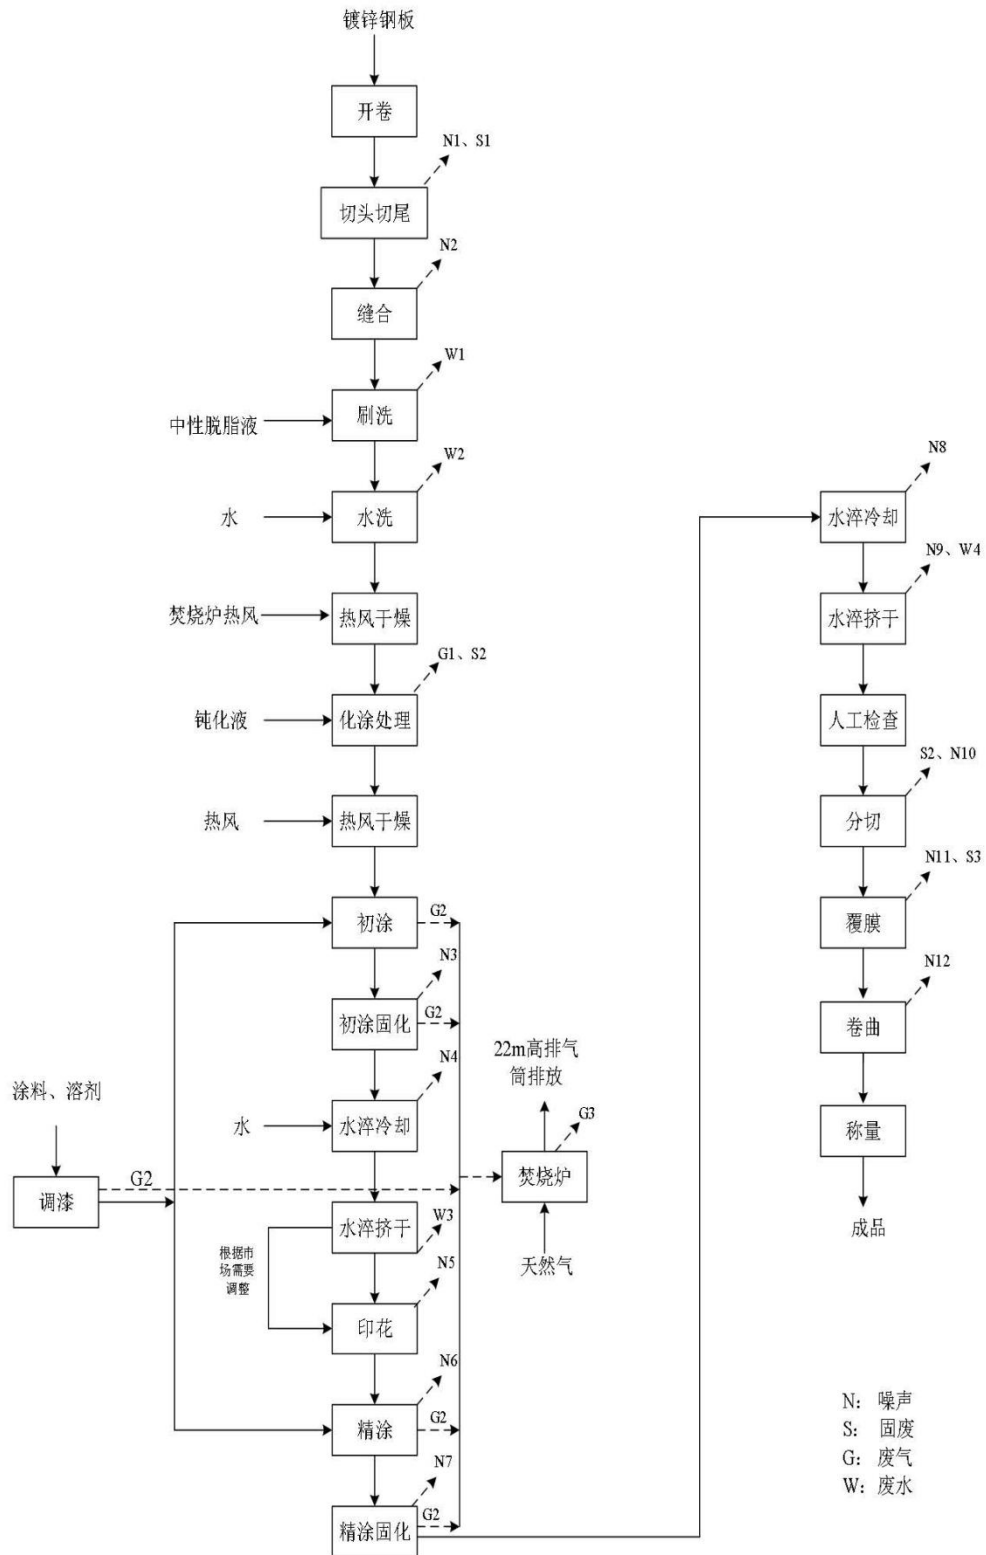 镀锌钢板
开卷
N1、S1
切头切尾
N2
缝合
W1
中性脱脂液
刷洗
W2
水
水洗
焚烧炉热风
热风干燥
G1、S2
钝化液
化涂处理
热风
热风干燥
初涂
G2
N3
初涂固化
G2
N4
水
水淬冷却
涂料、溶剂
调漆
G2
22m高排气
筒排放
G3
焚烧炉
天然气
水淬挤干
W3
根据市
场需要
调整
N5
印花
N6
精涂
G2
N7
精涂固化
G2
N8
水淬冷却
N9、W4
水淬挤干
人工检查
S2、N10
分切
N11、S3
覆膜
N12
卷曲
称量
成品
N: 噪声
S: 固废
G: 废气
W: 废水